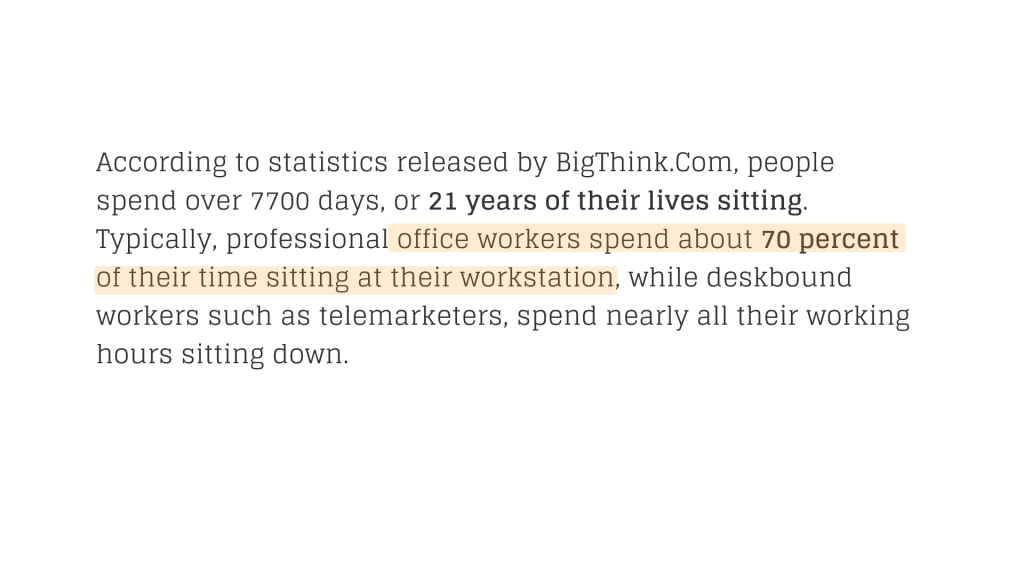 According to statistics released by BigThink.Com, people
spend over 7700 days, or 21 years of their lives sitting.
Typically, professional office workers spend about 70 percent
of their time sitting at their workstation, while deskbound
workers such as telemarketers, spend nearly all their working
hours sitting down.